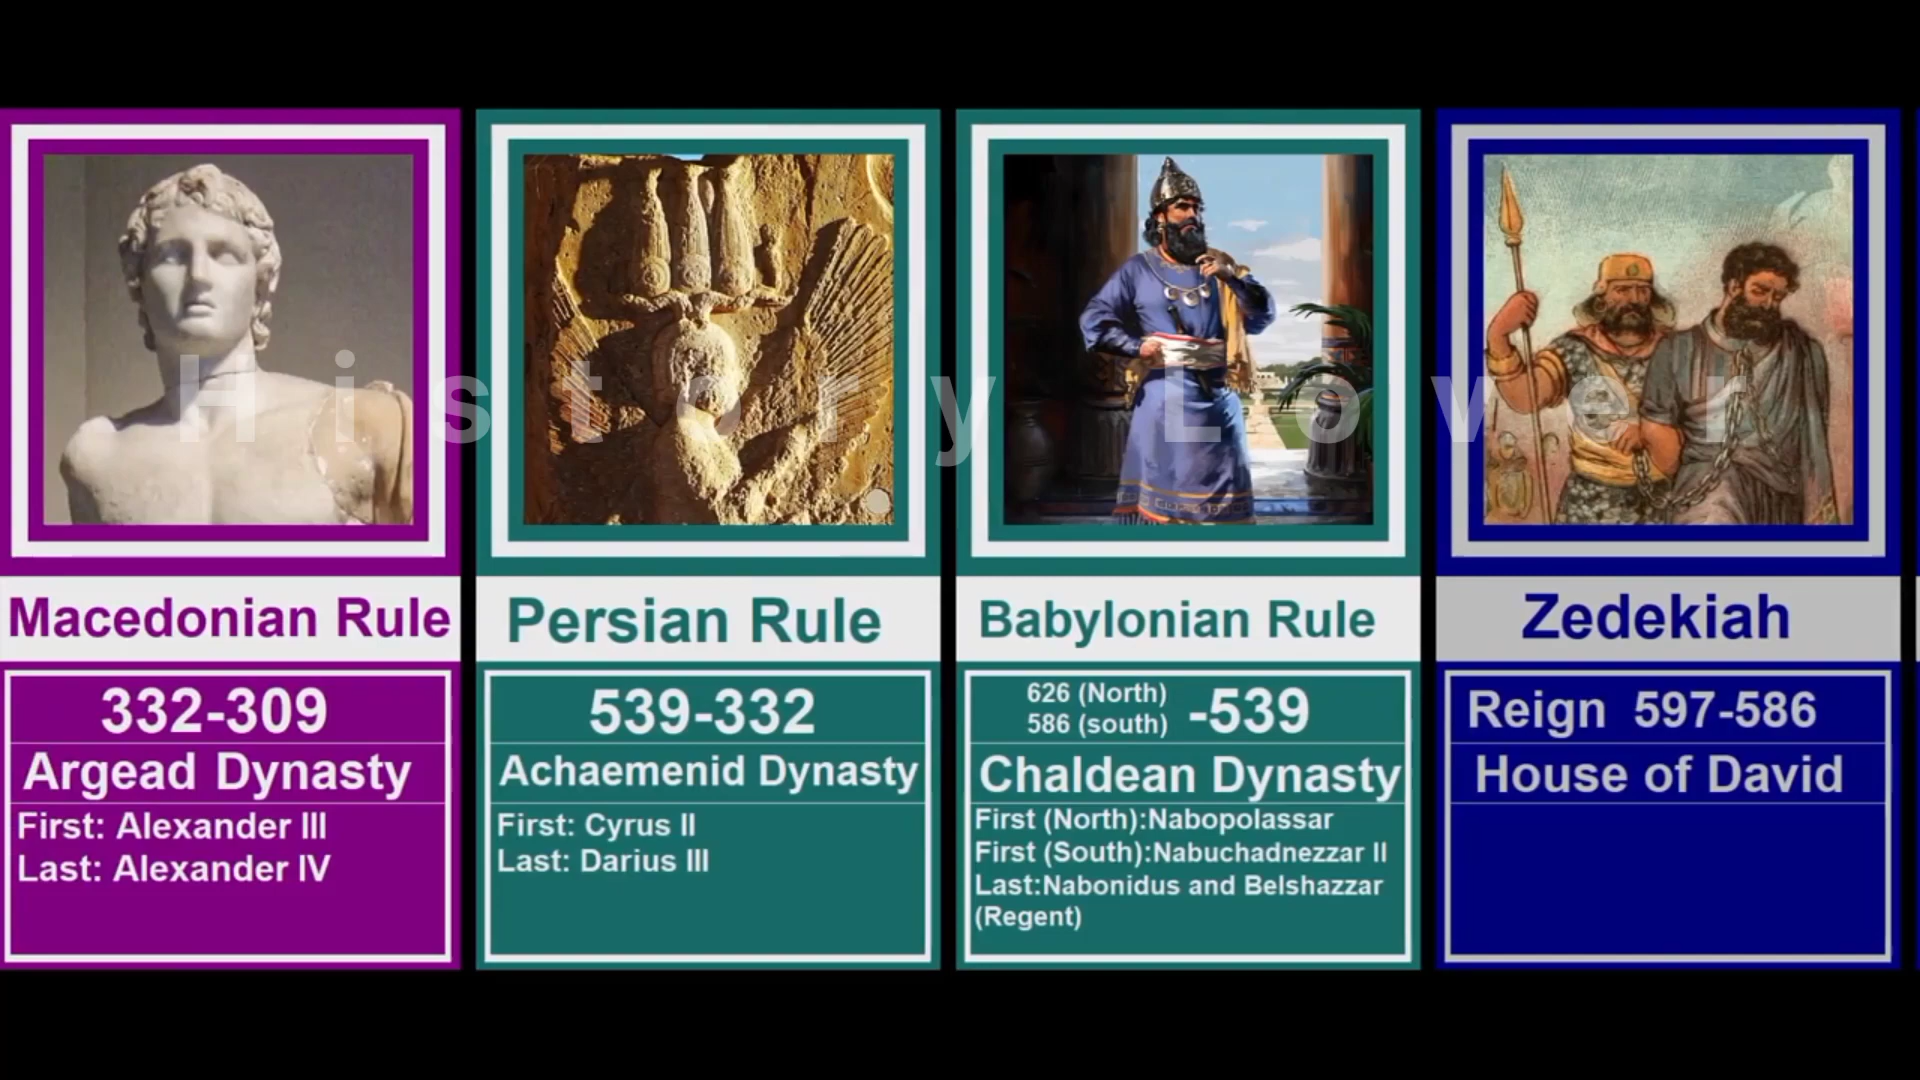 History Lower
Macedonian Rule
332-309
Argead Dynasty
First: Alexander III
Last: Alexander IV
Persian Rule
539-332
Achaemenid Dynasty
First: Cyrus II
Last: Darius III
Babylonian Rule
626 (North)
586 (south)
-539
Chaldean Dynasty
First (North):Nabopolassar
First (South):Nabuchadnezzar II
Last:Nabonidus and Belshazzar
(Regent)
Zedekiah
Reign 597-586
House of David